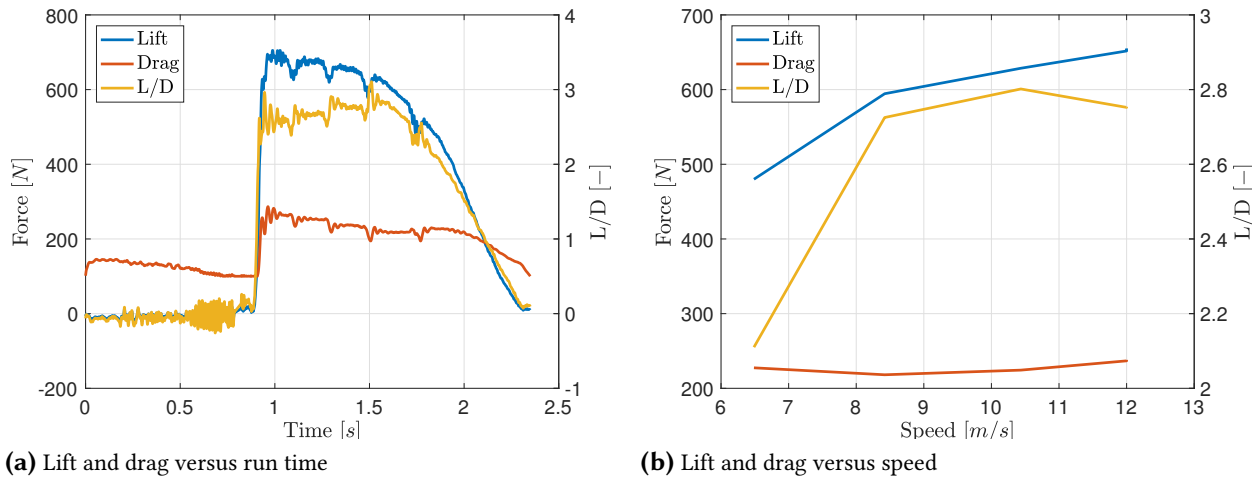 800
600
400
200
0
-200
Force [N]
4
3
2
1
0
-1
L/D [−]
Lift
Drag
L/D
0
0.5
1
1.5
2
2.5
Time [s]
(a) Lift and drag versus run time
700
600
500
400
300
200
Force [N]
3
2.8
2.6
2.4
2.2
2
L/D [−]
Lift
Drag
L/D
6
7
8
9
10
11
12
13
Speed [m/s]
(b) Lift and drag versus speed